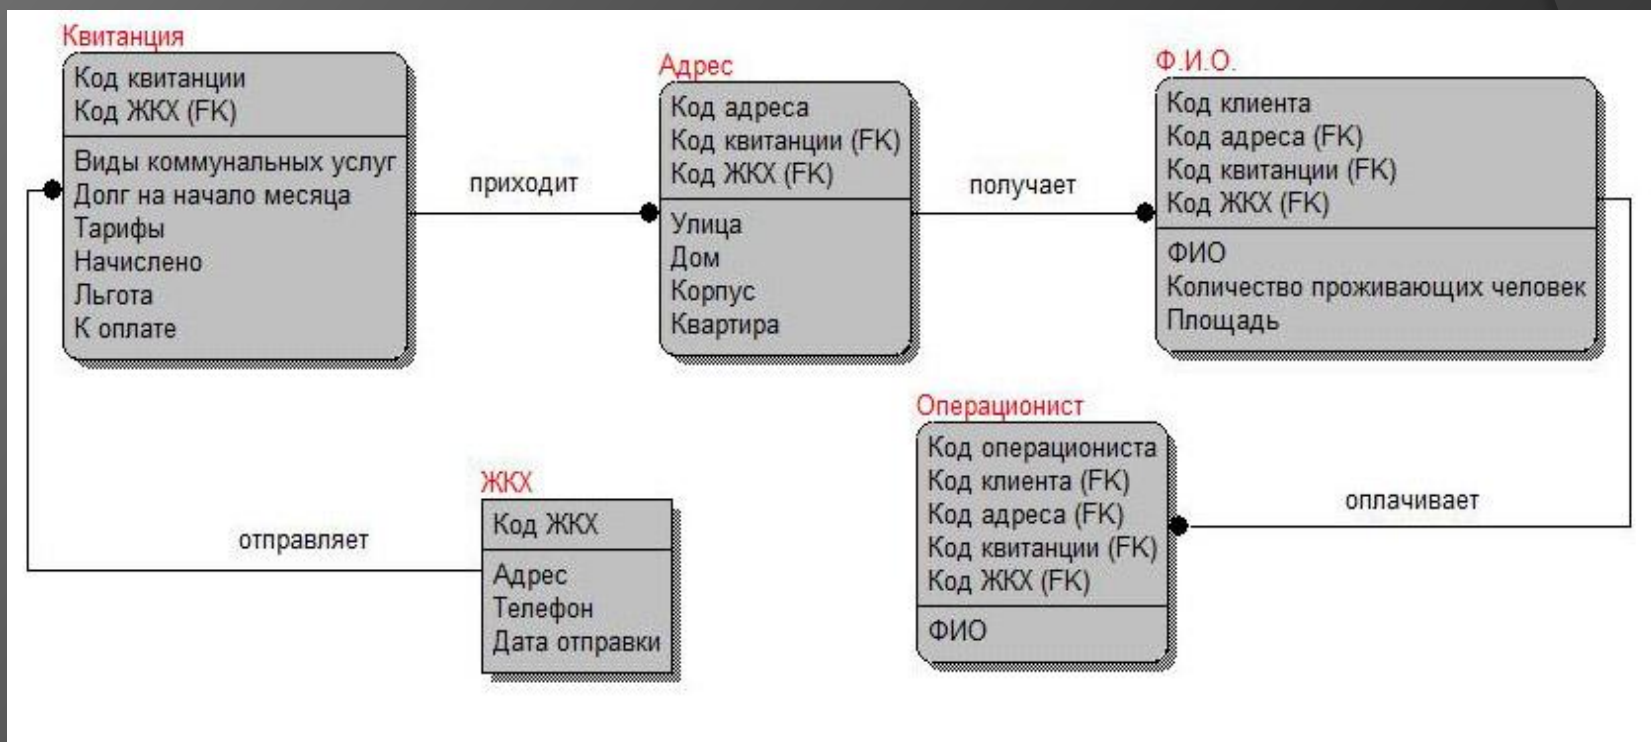 Квитанция
Код квитанции
Код ЖКХ (FK)
Виды коммунальных услуг
Долг на начало месяца
Тарифы
Начислено
Льгота
К оплате
приходит
Адрес
Код адреса
Код квитанции (FK)
Код ЖКХ (FK)
Улица
Дом
Корпус
Квартира
получает
Ф.И.О.
Код клиента
Код адреса (FK)
Код квитанции (FK)
Код ЖКХ (FK)
ФИО
Количество проживающих человек
Площадь
отправляет
ЖКХ
Код ЖКХ
Адрес
Телефон
Дата отправки
Операционист
Код операциониста
Код клиента (FK)
Код адреса (FK)
Код квитанции (FK)
Код ЖКХ (FK)
ФИО
оплачивает